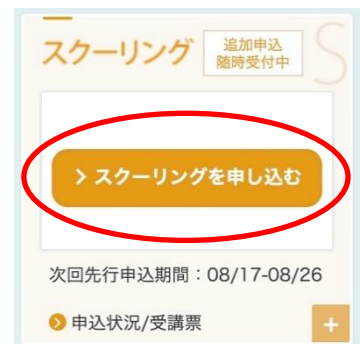 スクーリング
追加申込
随時受付中
S
> スクーリングを申し込む
次回先行申込期間：08/17-08/26
申込状況/受講票
+